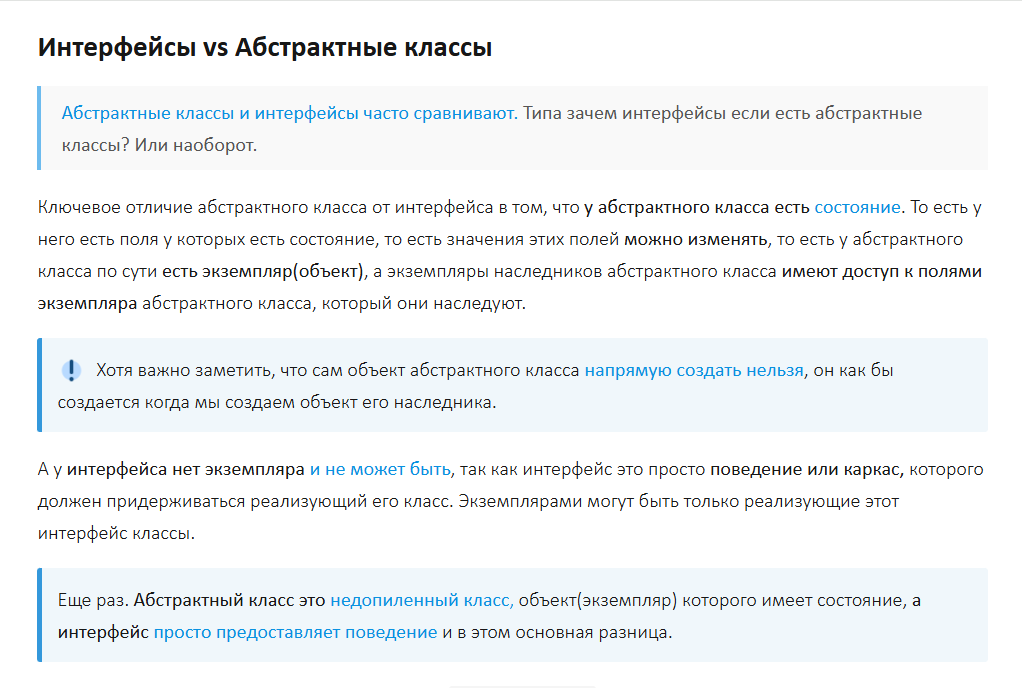 Интерфейсы vs Абстрактные классы
Абстрактные классы и интерфейсы часто сравнивают. Типа зачем интерфейсы если есть абстрактные
классы? Или наоборот.
Ключевое отличие абстрактного класса от интерфейса в том, что у абстрактного класса есть состояние. То есть у
него есть поля у которых есть состояние, то есть значения этих полей можно изменять, то есть у абстрактного
класса по сути есть экземпляр(объект), а экземпляры наследников абстрактного класса имеют доступ к полями
экземпляра абстрактного класса, который они наследуют.
Хотя важно заметить, что сам объект абстрактного класса напрямую создать нельзя, он как бы
создается когда мы создаем объект его наследника.
А у интерфейса нет экземпляра и не может быть, так как интерфейс это просто поведение или каркас, которого
должен придерживаться реализующий его класс. Экземплярами могут быть только реализующие этот
интерфейс классы.
Еще раз. Абстрактный класс это недопиленный класс, объект(экземпляр) которого имеет состояние, а
интерфейс просто предоставляет поведение и в этом основная разница.